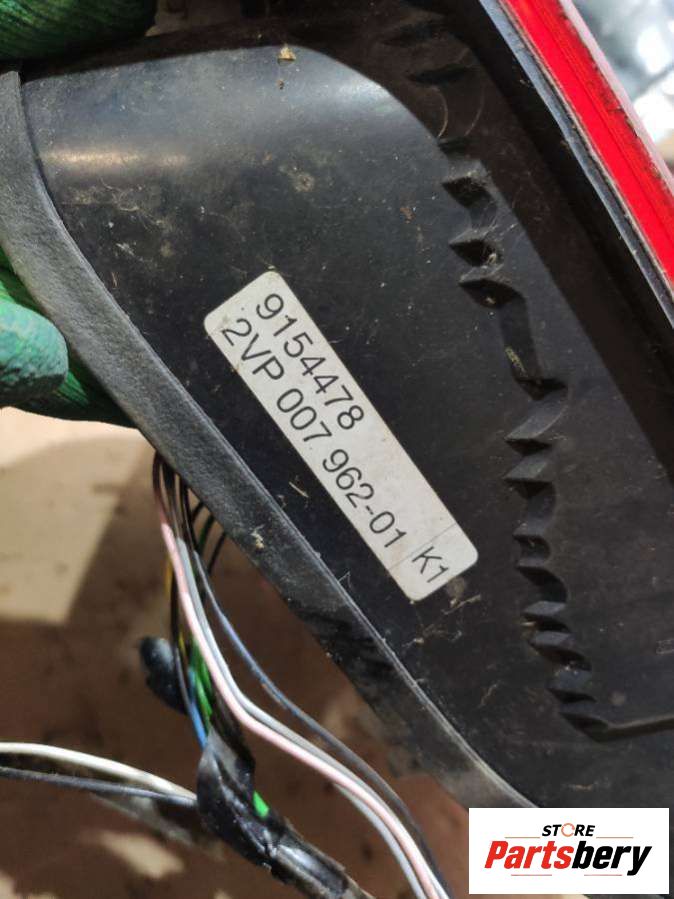 9154478
2VP 007 962-01 K1
STORE
Partsbery